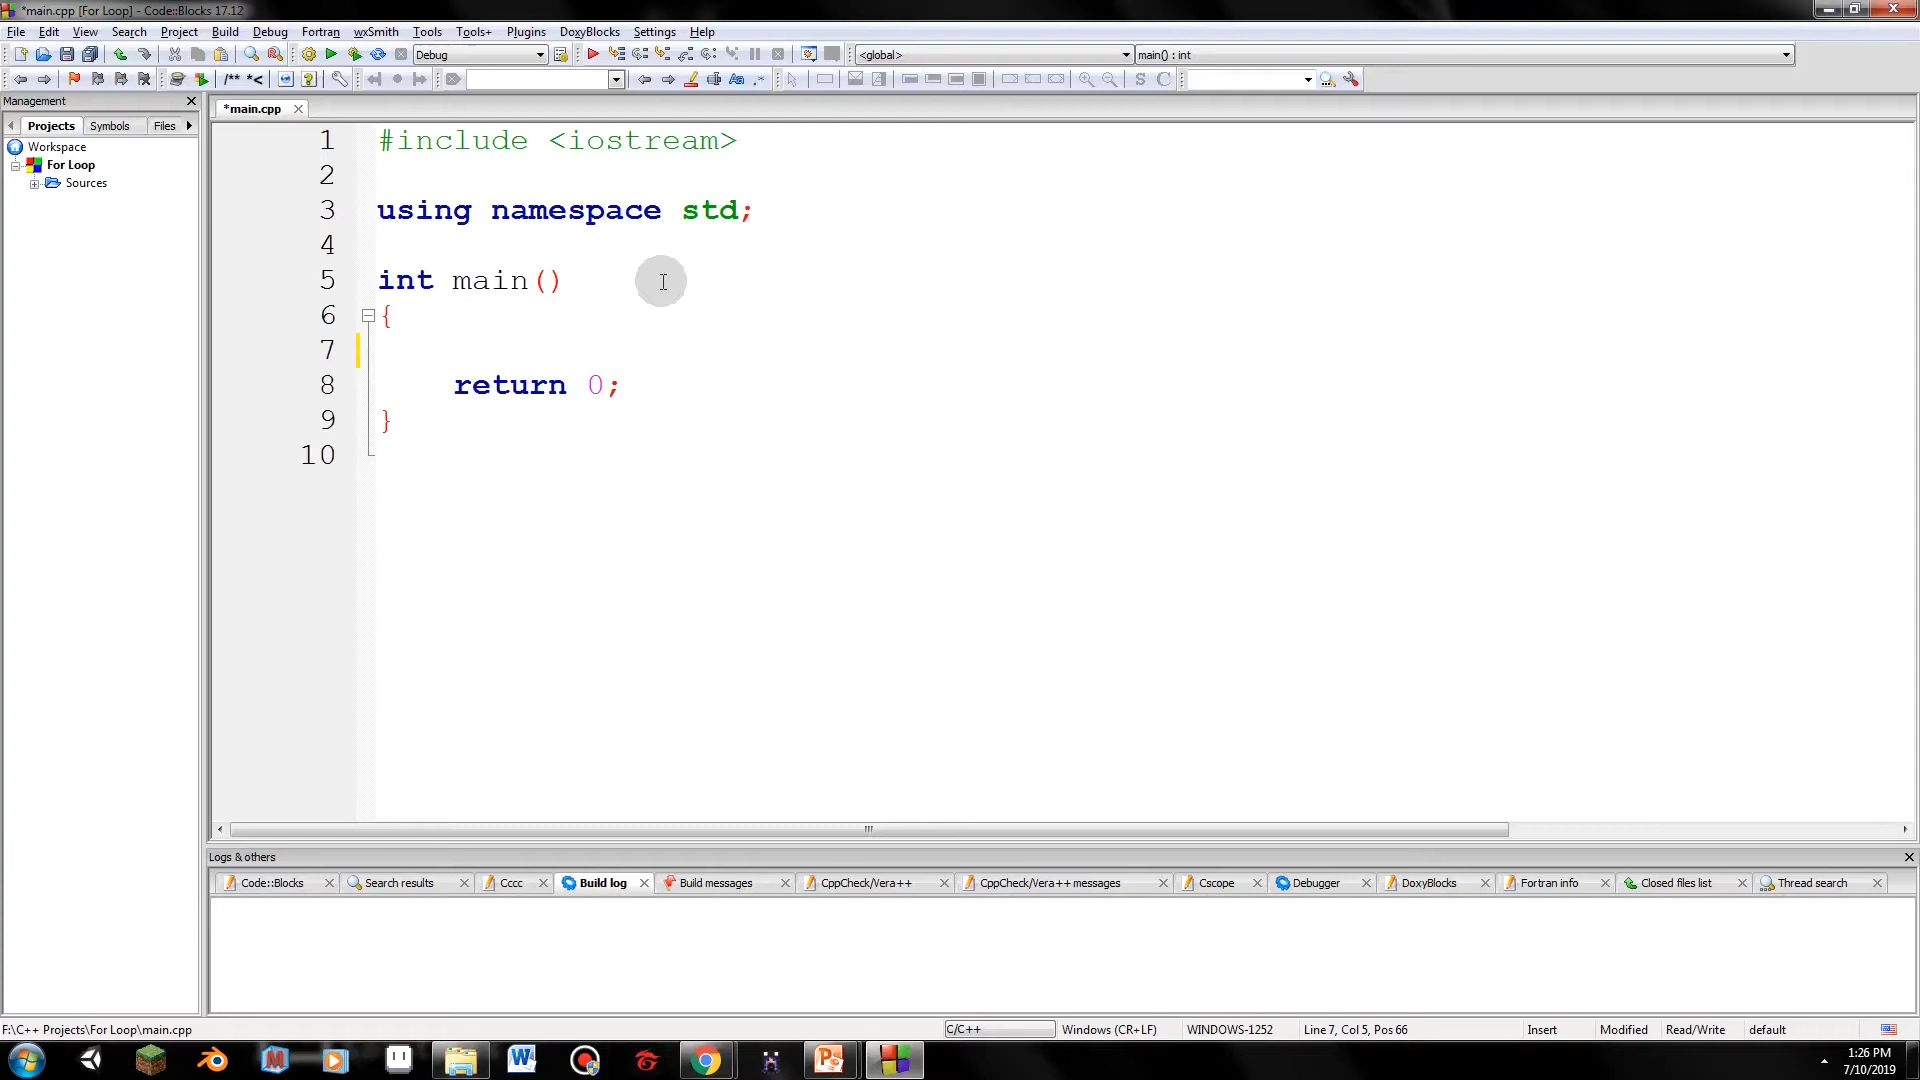 *main.cpp [For Loop] - Code::Blocks 17.12
File Edit View Search Project Build Debug Fortran wxSmith Tools Tools+ Plugins DoxyBlocks Settings Help
Debug <global> main() : int
/** *<
Management
Projects Symbols Files
Workspace
For Loop
Sources
*main.cpp
1 #include <iostream>
2
3 using namespace std;
4
5 int main()
6 {
7
8 return 0;
9 }
10
Logs & others
Code::Blocks Search results Cccc Build log Build messages CppCheck/Vera++ CppCheck/Vera++ messages Cscope Debugger DoxyBlocks Fortran info Closed files list Thread search
F:\C++ Projects\For Loop\main.cpp C/C++ Windows (CR+LF) WINDOWS-1252 Line 7, Col 5, Pos 66 Insert Modified Read/Write default
1:26 PM
7/10/2019